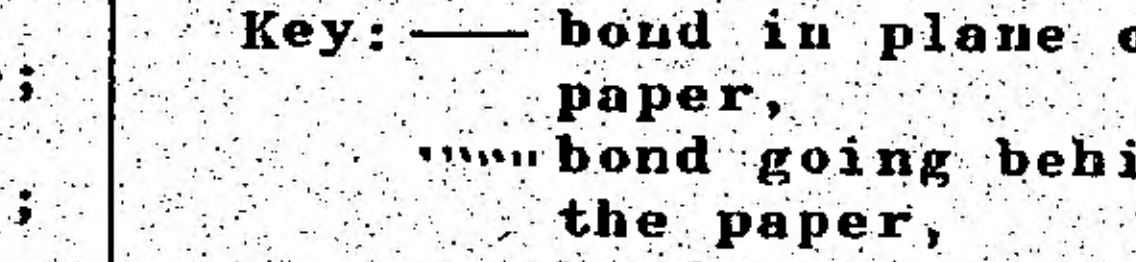 ;
Key: — bond in plane
paper,
bond going
;
the paper,